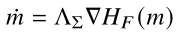 ṁ = Λ_Σ ∇H_F(m)